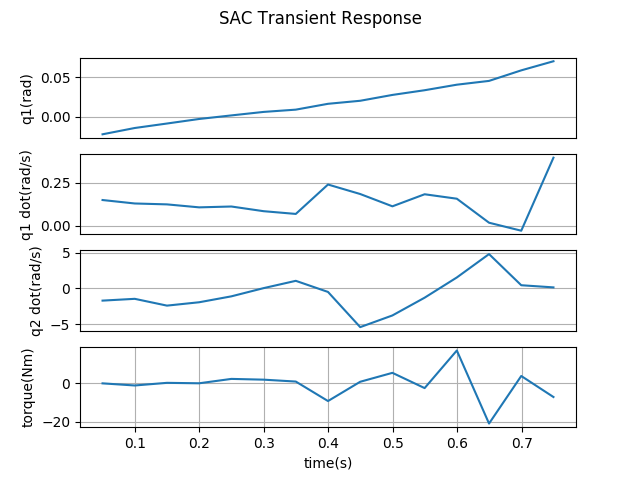 SAC Transient Response
q1(rad)
0.05
0.00
q1 dot(rad/s)
0.25
0.00
q2 dot(rad/s)
5
0
−5
torque(Nm)
0
−20
0.1 0.2 0.3 0.4 0.5 0.6 0.7
time(s)